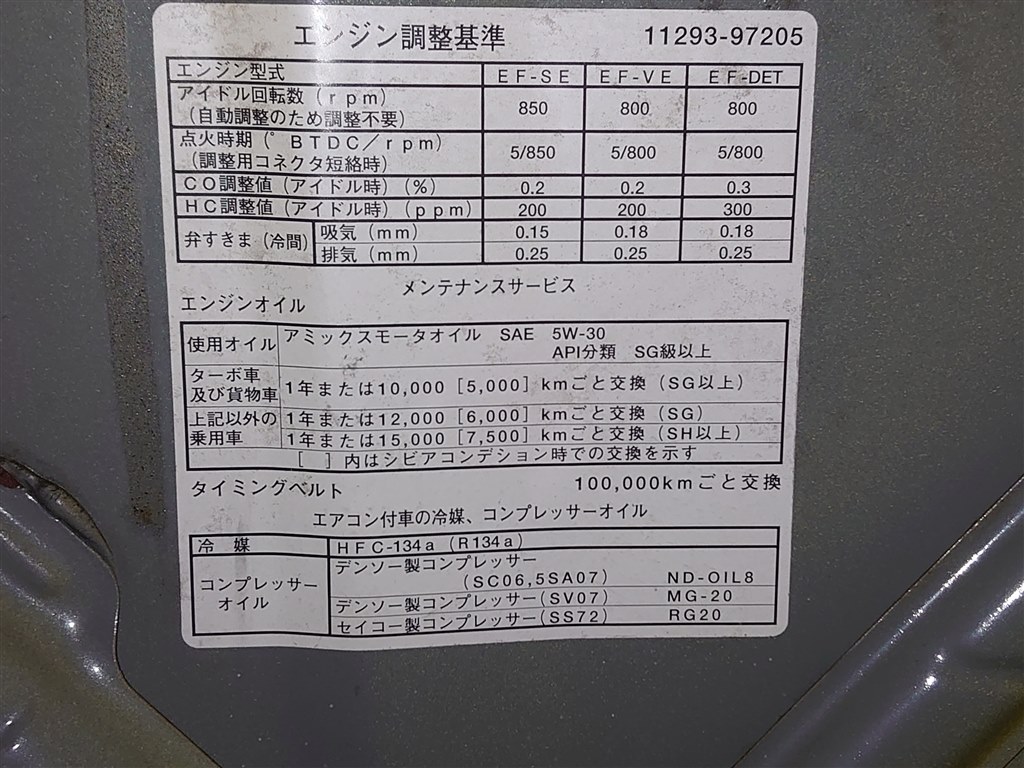 エンジン調整基準 11293-97205
エンジン型式 EF-SE EF-VE EF-DET
アイドル回転数(rpm)
(自動調整のため調整不要) 850 800 800
点火時期(°BTDC/rpm)
(調整用コネクタ短絡時) 5/850 5/800 5/800
CO調整値(アイドル時)(%) 0.2 0.2 0.3
HC調整値(アイドル時)(ppm) 200 200 300
弁すきま(冷間) 吸気(mm) 0.15 0.18 0.18
排気(mm) 0.25 0.25 0.25
メンテナンスサービス
エンジンオイル
使用オイル アミックスモータオイル SAE 5W-30
API分類 SG級以上
ターボ車
及び貨物車 1年または10,000[5,000]kmごと交換(SG以上)
上記以外の 1年または12,000[6,000]kmごと交換(SG)
乗用車 1年または15,000[7,500]kmごと交換(SH以上)
[ ]内はシビアコンデション時での交換を示す
タイミングベルト 100,000kmごと交換
エアコン付車の冷媒、コンプレッサーオイル
冷 媒 HFC-134a(R134a)
コンプレッサー
オイル デンソー製コンプレッサー
(SC06,5SA07) ND-OIL8
デンソー製コンプレッサー(SV07) MG-20
セイコー製コンプレッサー(SS72) RG20